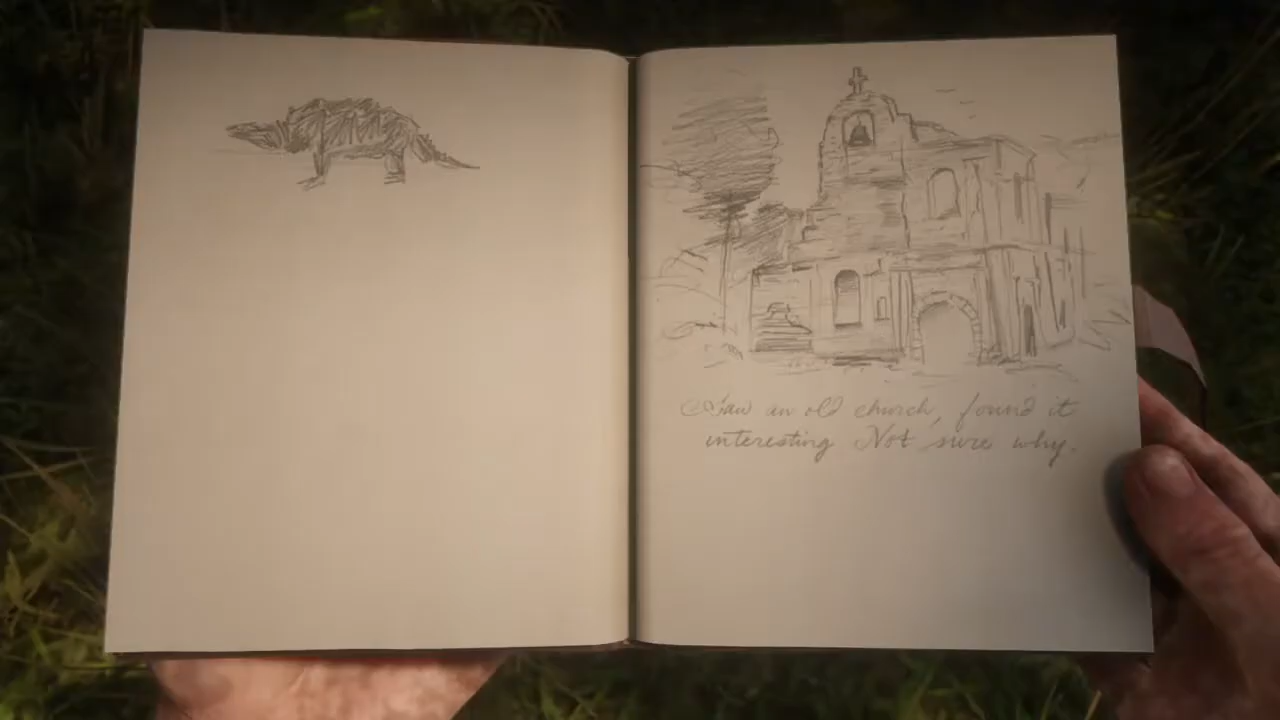 Saw an old church, found it
interesting Not sure why.